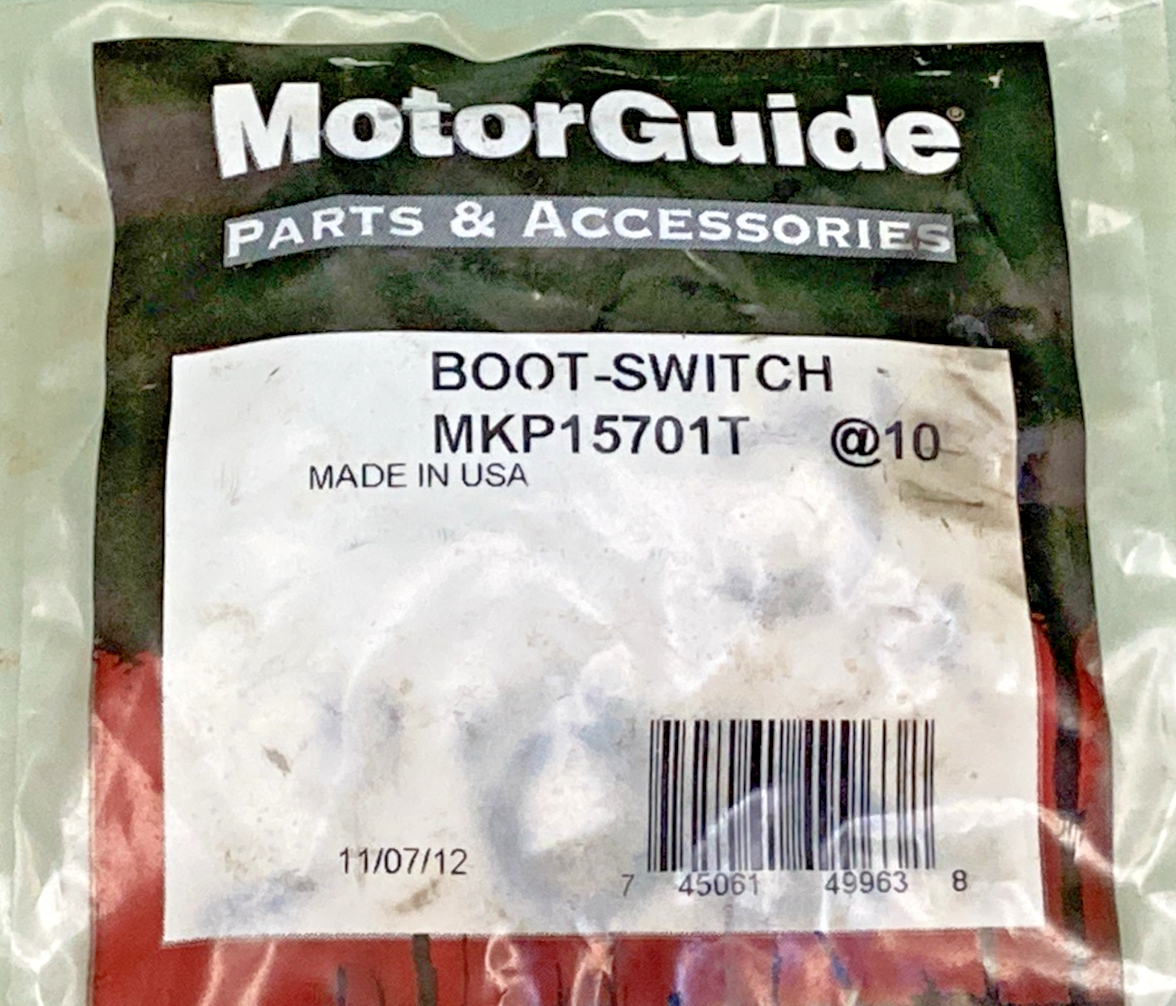 MotorGuide®
PARTS & ACCESSORIES
BOOT-SWITCH
MKP15701T @10
MADE IN USA
11/07/12
7 45061 49963 8